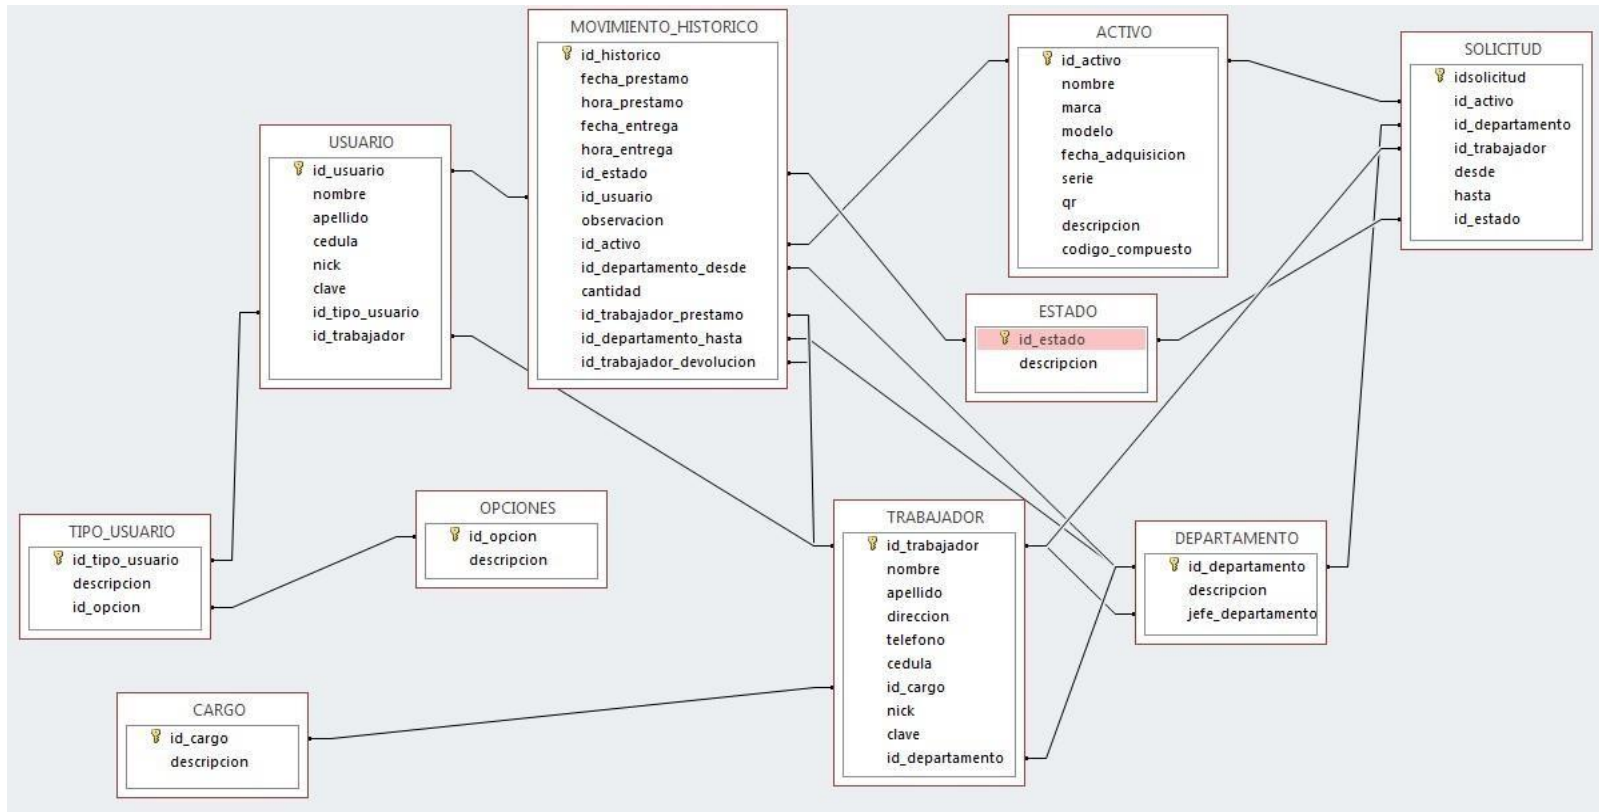 MOVIMIENTO_HISTORICO
id_historico
fecha_prestamo
hora_prestamo
fecha_entrega
hora_entrega
id_estado
id_usuario
observacion
id_activo
id_departamento_desde
cantidad
id_trabajador_prestamo
id_departamento_hasta
id_trabajador_devolucion
ACTIVO
id_activo
nombre
marca
modelo
fecha_adquisicion
serie
qr
descripcion
codigo_compuesto
SOLICITUD
idsolicitud
id_activo
id_departamento
id_trabajador
desde
hasta
id_estado
USUARIO
id_usuario
nombre
apellido
cedula
nick
clave
id_tipo_usuario
id_trabajador
ESTADO
id_estado
descripcion
OPCIONES
id_opcion
descripcion
TIPO_USUARIO
id_tipo_usuario
descripcion
id_opcion
TRABAJADOR
id_trabajador
nombre
apellido
direccion
telefono
cedula
id_cargo
nick
clave
id_departamento
DEPARTAMENTO
id_departamento
descripcion
jefe_departamento
CARGO
id_cargo
descripcion